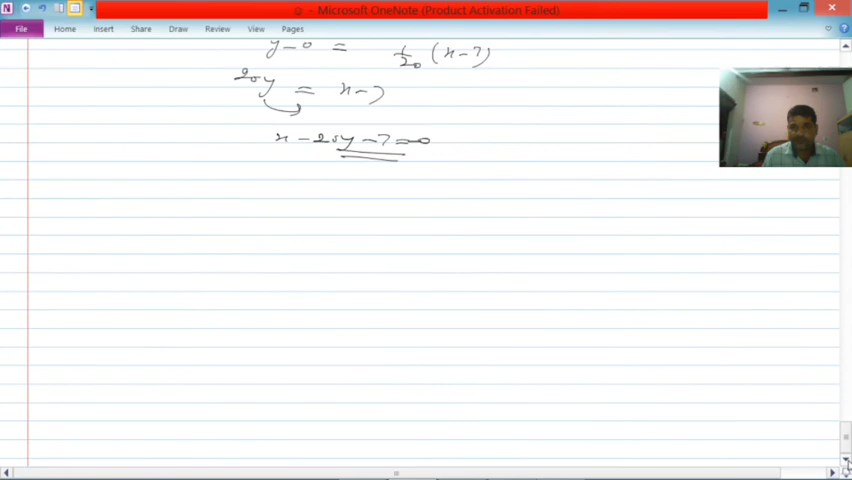 Microsoft OneNote (Product Activation Failed)
File Home Insert Share Draw Review View Pages
y - 0 = 1/20 (x - 7)
20y = x - 7
x - 20y - 7 = 0